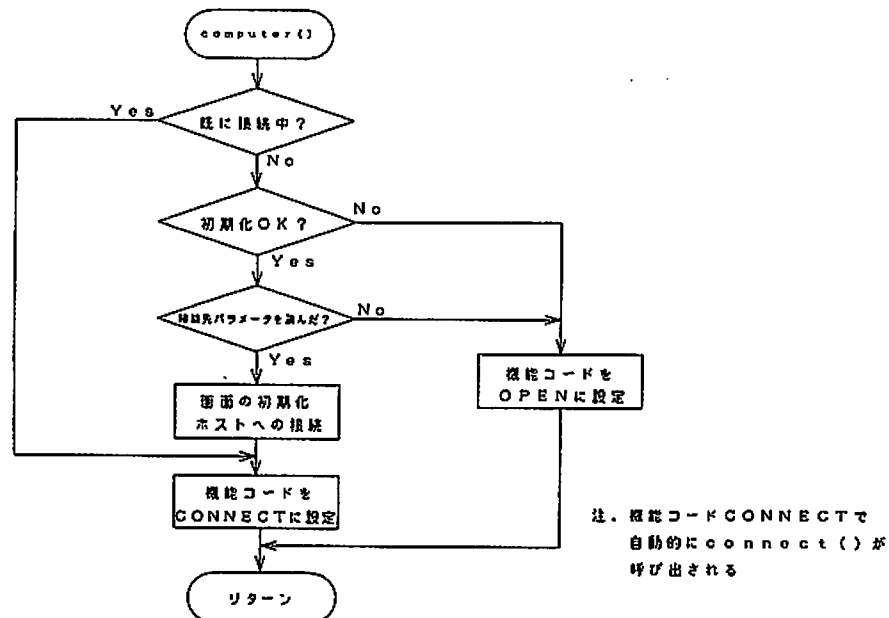 computer()
既に接続中?
Yes
No
初期化OK?
No
Yes
接続先パラメータを読んだ?
No
Yes
画面の初期化
ホストへの接続
機能コードを
OPENに設定
機能コードを
CONNECTに設定
注. 機能コードCONNECTで
自動的にconnect()が
呼び出される
リターン